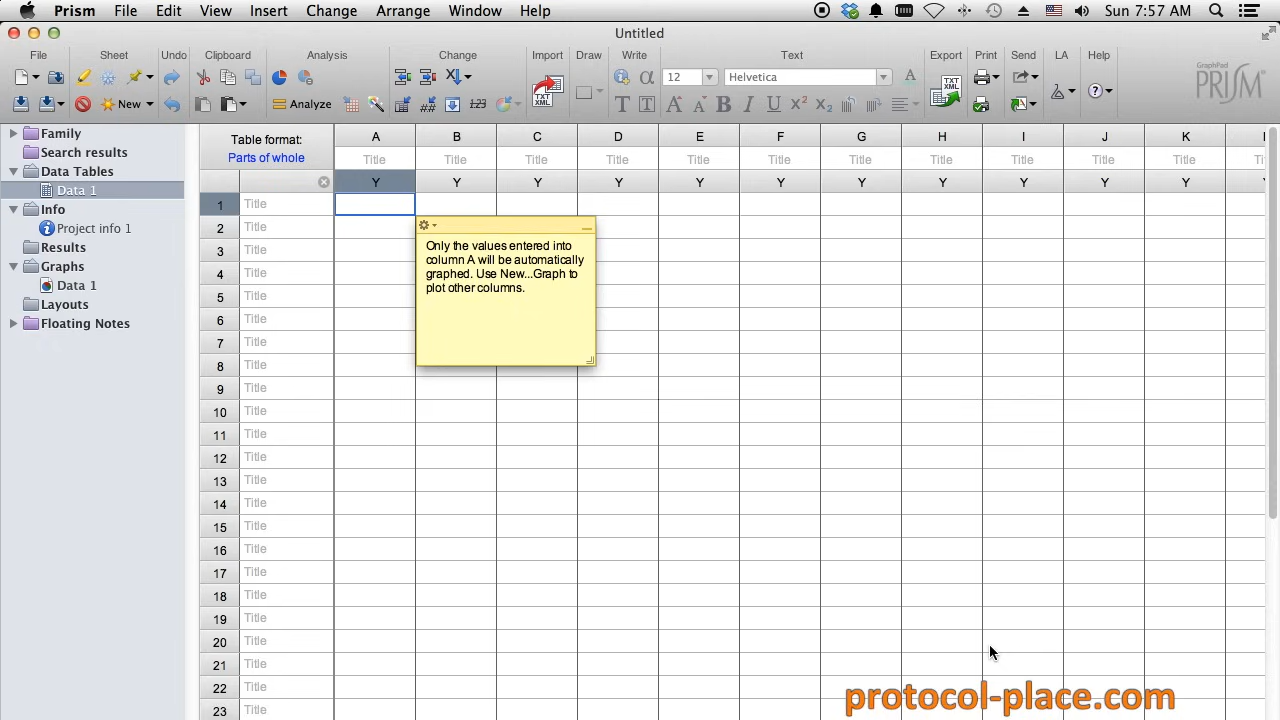 Prism File Edit View Insert Change Arrange Window Help Sun 7:57 AM
Untitled
File Sheet Undo Clipboard Analysis Change Import Draw Write Text Export Print Send LA Help
12 Helvetica
GraphPad
PRISM
New Analyze 123 TXT XML TXT XML
Family
Search results
Data Tables
Data 1
Info
Project info 1
Results
Graphs
Data 1
Layouts
Floating Notes
Table format:
Parts of whole
A B C D E F G H I J K
Title Title Title Title Title Title Title Title Title Title Title
Y Y Y Y Y Y Y Y Y Y Y
1 Title
2 Title
3 Title
4 Title
5 Title
6 Title
7 Title
8 Title
9 Title
10 Title
11 Title
12 Title
13 Title
14 Title
15 Title
16 Title
17 Title
18 Title
19 Title
20 Title
21 Title
22 Title
23 Title
Only the values entered into
column A will be automatically
graphed. Use New...Graph to
plot other columns.
protocol-place.com